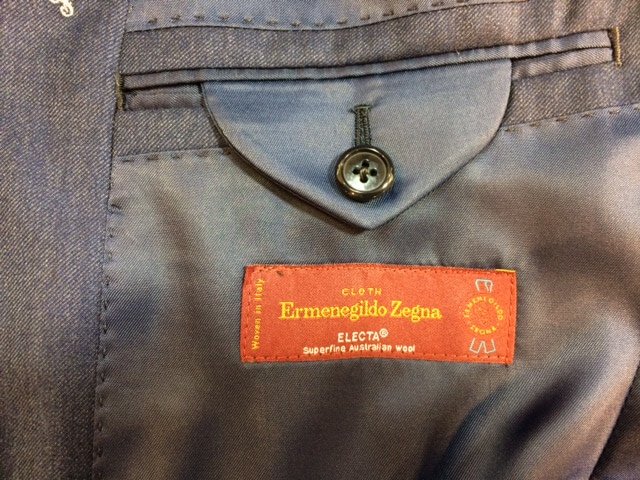 Woven in Italy
CLOTH
Ermenegildo Zegna
ELECTA®
Superfine Australian wool
ERMENEGILDO
ZEGNA